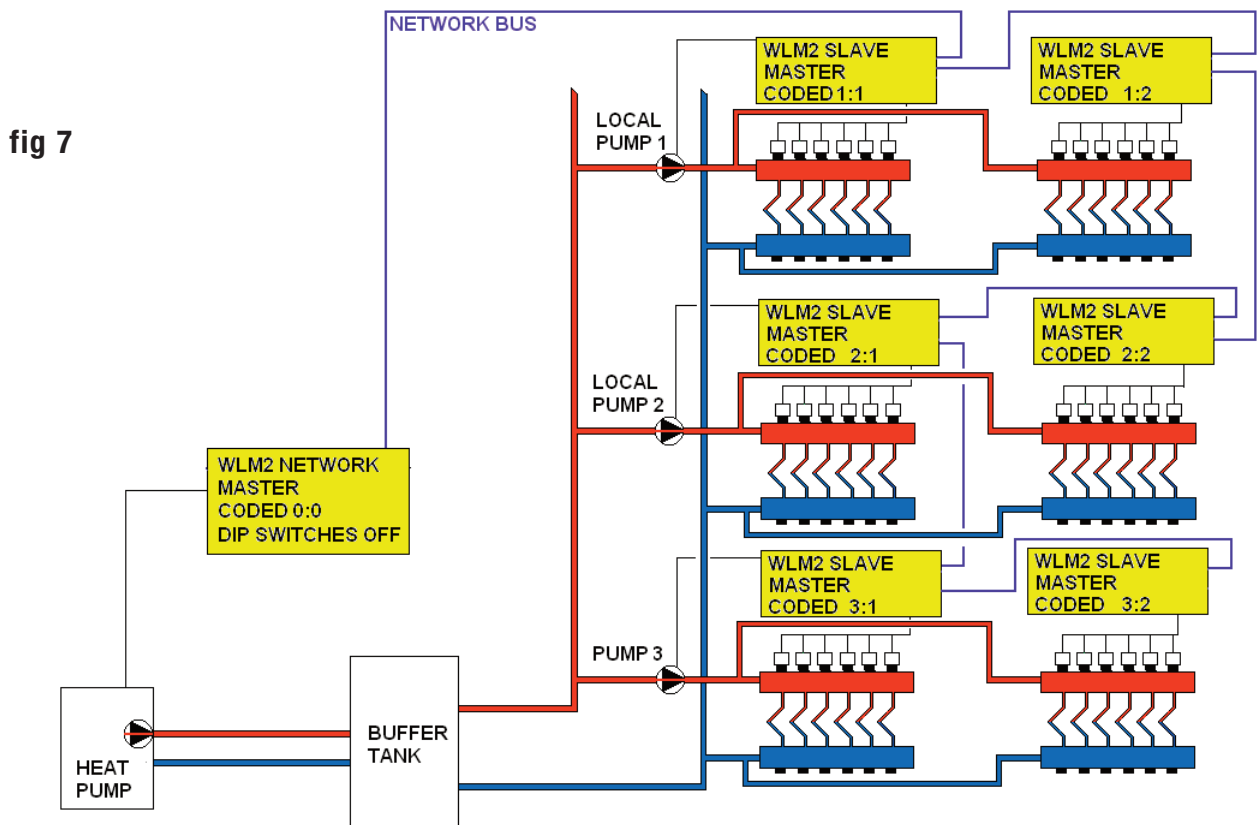 NETWORK BUS
fig 7
WLM2 SLAVE
MASTER
CODED 1:1
WLM2 SLAVE
MASTER
CODED 1:2
LOCAL
PUMP 1
WLM2 SLAVE
MASTER
CODED 2:1
WLM2 SLAVE
MASTER
CODED 2:2
LOCAL
PUMP 2
WLM2 NETWORK
MASTER
CODED 0:0
DIP SWITCHES OFF
WLM2 SLAVE
MASTER
CODED 3:1
WLM2 SLAVE
MASTER
CODED 3:2
PUMP 3
BUFFER
TANK
HEAT
PUMP